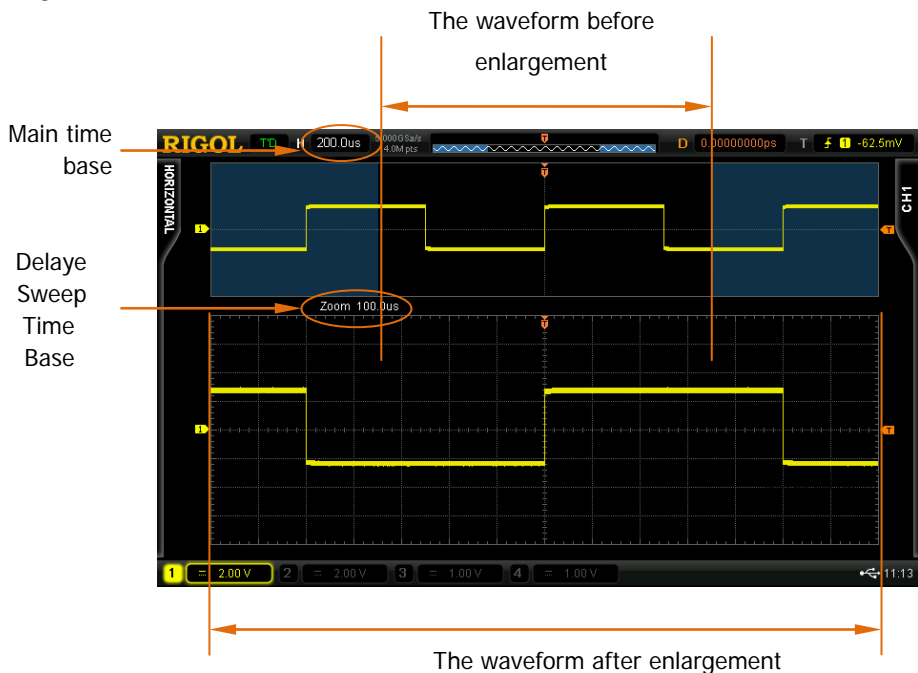 The waveform before
enlargement
Main time
base
RIGOL T'D H 200.0us 4.0M pts D 0.00000000ps T 1 -62.5mV
HORIZONTAL
CH1
T
T
1
T
Delaye
Sweep
Time
Base
Zoom 100.0us
T
1
T
1 = 2.00 V 2 = 2.00 V 3 = 1.00 V 4 = 1.00 V 11:13
The waveform after enlargement